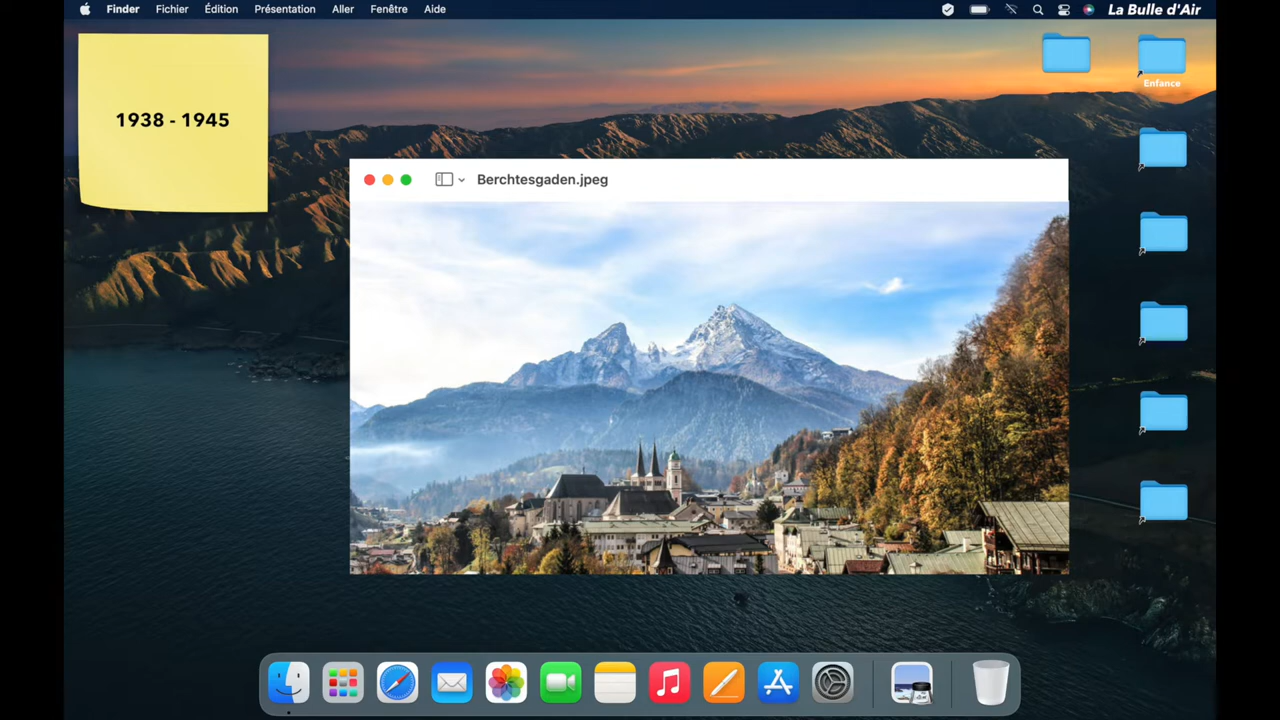 Finder Fichier Édition Présentation Aller Fenêtre Aide La Bulle d'Air
1938 - 1945
Enfance
Berchtesgaden.jpeg